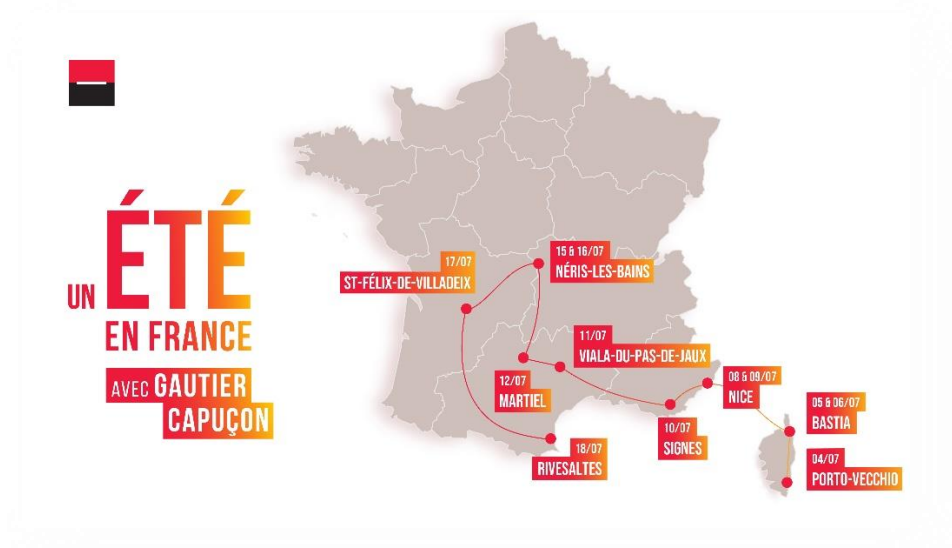 UN ÉTÉ
EN FRANCE
AVEC GAUTIER
CAPUÇON
17/07
ST-FÉLIX-DE-VILLADEIX
15 & 16/07
NÉRIS-LES-BAINS
11/07
VIALA-DU-PAS-DE-JAUX
12/07
MARTIEL
08 & 09/07
NICE
05 & 06/07
BASTIA
10/07
SIGNES
18/07
RIVESALTES
04/07
PORTO-VECCHIO